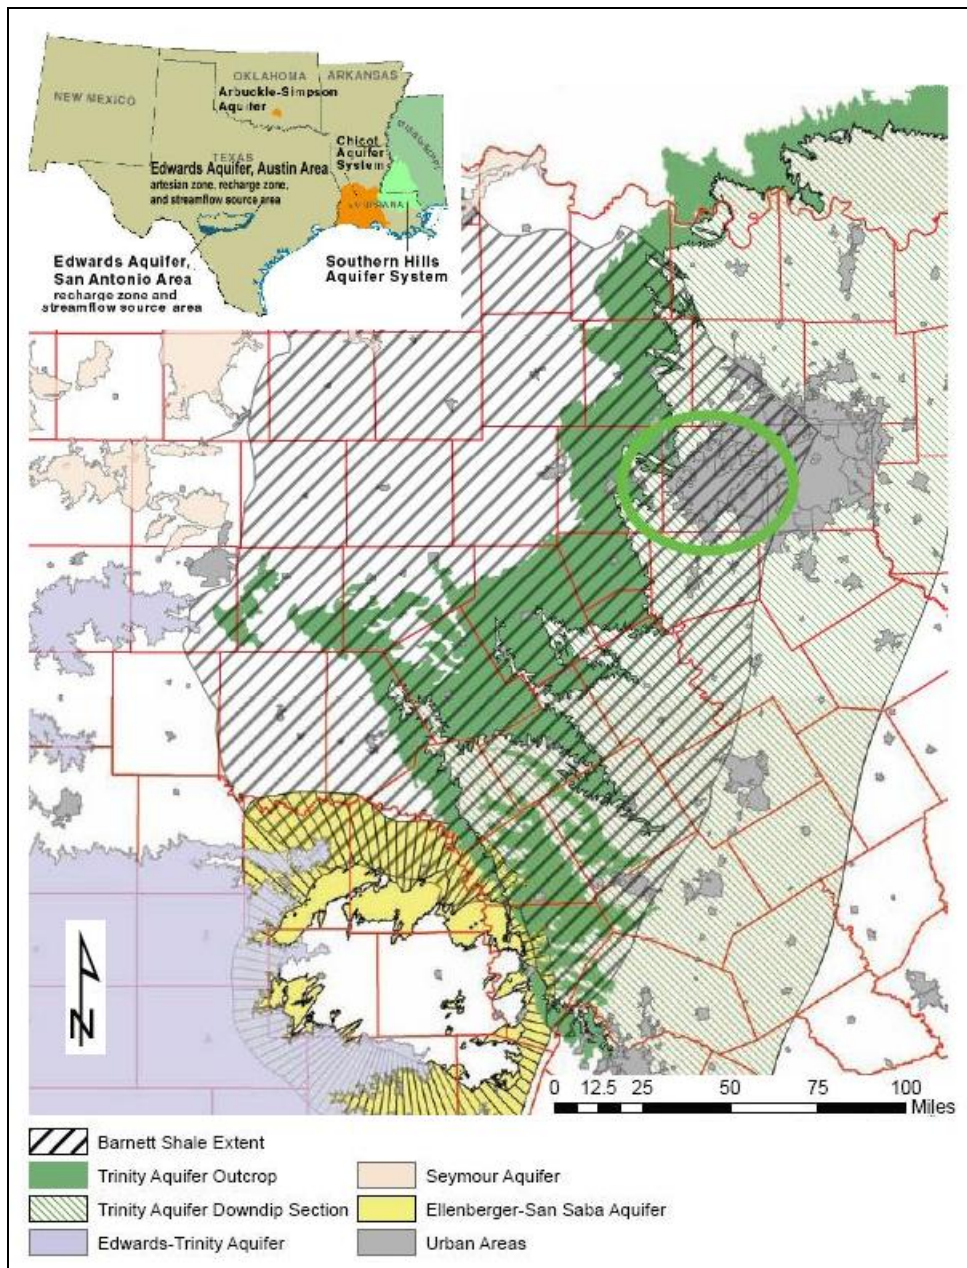 OKLAHOMA
ARKANSAS
Arbuckle-Simpson
Aquifer
NEW MEXICO
Chicot
Aquifer
System
TEXAS
Edwards Aquifer, Austin Area
artesian zone, recharge zone,
and streamflow source area
Edwards Aquifer,
San Antonio Area
recharge zone and
streamflow source area
Southern Hills
Aquifer System
N
0 12.5 25 50 75 100
Miles
Barnett Shale Extent
Trinity Aquifer Outcrop
Seymour Aquifer
Trinity Aquifer Downdip Section
Ellenberger-San Saba Aquifer
Edwards-Trinity Aquifer
Urban Areas